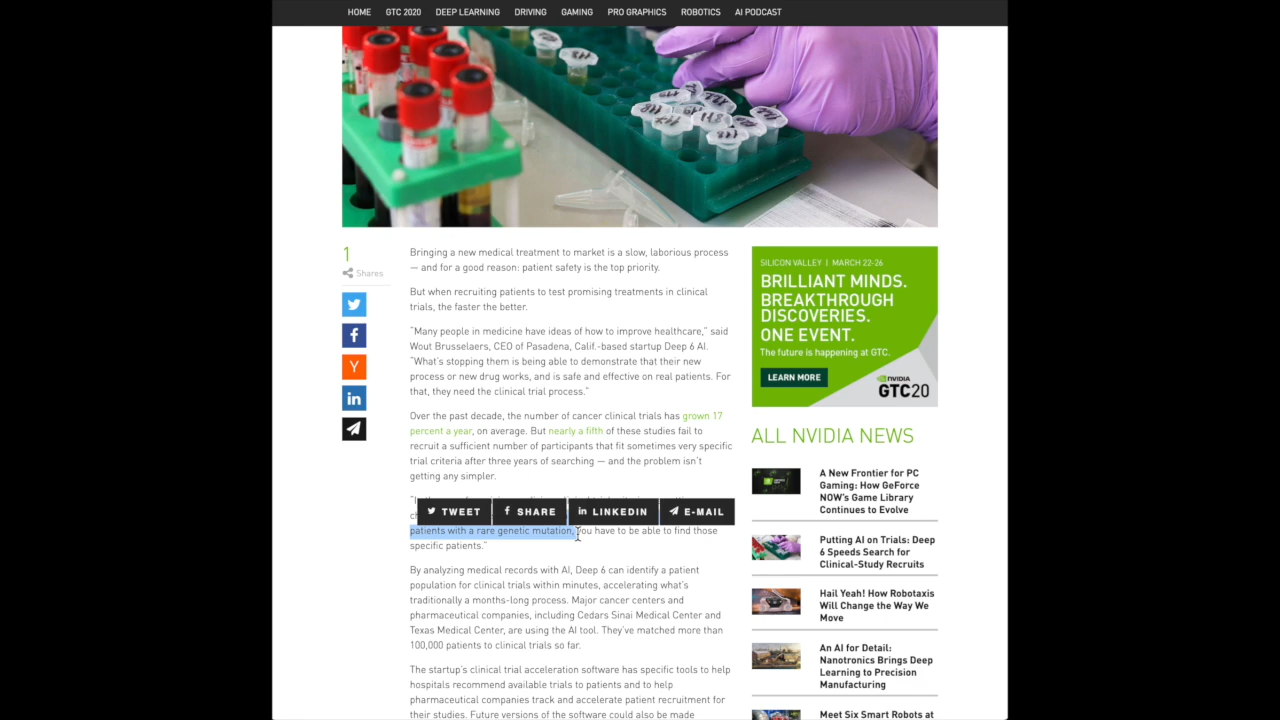 HOME GTC 2020 DEEP LEARNING DRIVING GAMING PRO GRAPHICS ROBOTICS AI PODCAST
1
Shares
Bringing a new medical treatment to market is a slow, laborious process
— and for a good reason: patient safety is the top priority.
But when recruiting patients to test promising treatments in clinical
trials, the faster the better.
“Many people in medicine have ideas of how to improve healthcare,” said
Wout Brusselaers, CEO of Pasadena, Calif.-based startup Deep 6 AI.
“What’s stopping them is being able to demonstrate that their new
process or new drug works, and is safe and effective on real patients. For
that, they need the clinical trial process.”
Over the past decade, the number of cancer clinical trials has grown 17
percent a year, on average. But nearly a fifth of these studies fail to
recruit a sufficient number of participants that fit sometimes very specific
trial criteria after three years of searching — and the problem isn’t
getting any simpler.
TWEET SHARE LINKEDIN E-MAIL
patients with a rare genetic mutation, you have to be able to find those
specific patients.”
By analyzing medical records with AI, Deep 6 can identify a patient
population for clinical trials within minutes, accelerating what’s
traditionally a months-long process. Major cancer centers and
pharmaceutical companies, including Cedars Sinai Medical Center and
Texas Medical Center, are using the AI tool. They’ve matched more than
100,000 patients to clinical trials so far.
The startup’s clinical trial acceleration software has specific tools to help
hospitals recommend available trials to patients and to help
pharmaceutical companies track and accelerate patient recruitment for
their studies. Future versions of the software could also be made
SILICON VALLEY | MARCH 22-26
BRILLIANT MINDS.
BREAKTHROUGH
DISCOVERIES.
ONE EVENT.
The future is happening at GTC.
LEARN MORE
NVIDIA
GTC20
ALL NVIDIA NEWS
A New Frontier for PC
Gaming: How GeForce
NOW’s Game Library
Continues to Evolve
Putting AI on Trials: Deep
6 Speeds Search for
Clinical-Study Recruits
Hail Yeah! How Robotaxis
Will Change the Way We
Move
An AI for Detail:
Nanotronics Brings Deep
Learning to Precision
Manufacturing
Meet Six Smart Robots at